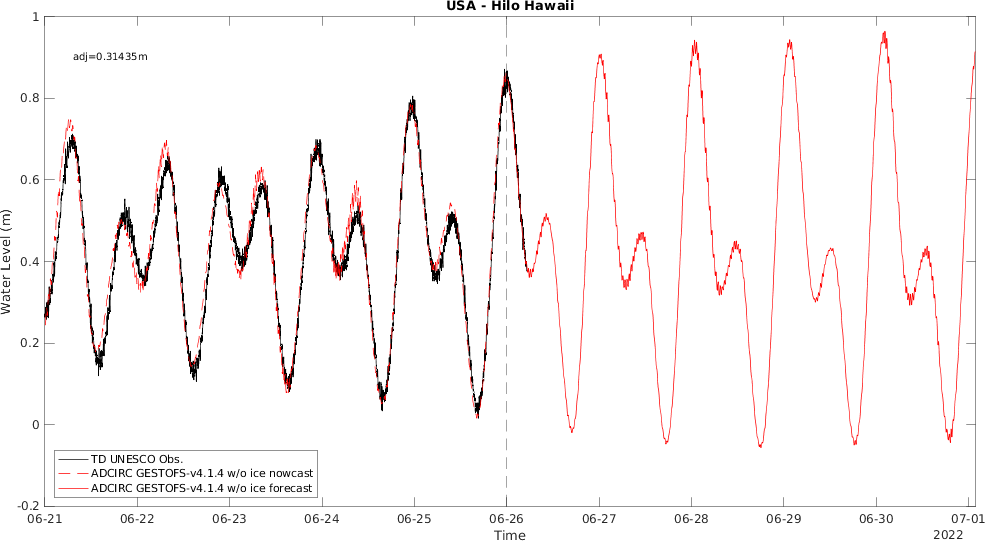 USA - Hilo Hawaii
adj=0.31435m
1
0.8
0.6
0.4
0.2
0
-0.2
Water Level (m)
TD UNESCO Obs.
ADCIRC GESTOFS-v4.1.4 w/o ice nowcast
ADCIRC GESTOFS-v4.1.4 w/o ice forecast
06-21 06-22 06-23 06-24 06-25 06-26 06-27 06-28 06-29 06-30 07-01
Time
2022